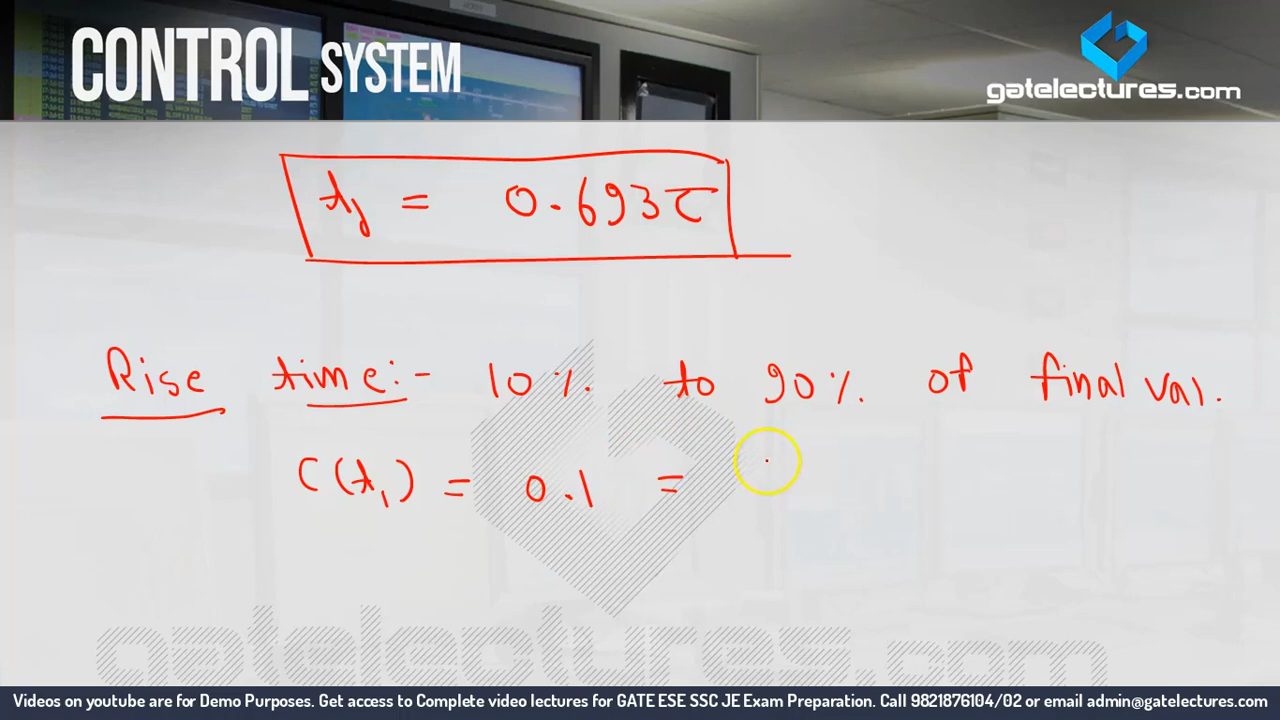 CONTROL SYSTEM
gatelectures.com
t_d = 0.693τ
Rise time:- 10% to 90% of final val.
C(t₁) = 0.1 =
gatelectures.com
Videos on youtube are for Demo Purposes. Get access to Complete video lectures for GATE ESE SSC JE Exam Preparation. Call 9821876104/02 or email admin@gatelectures.com